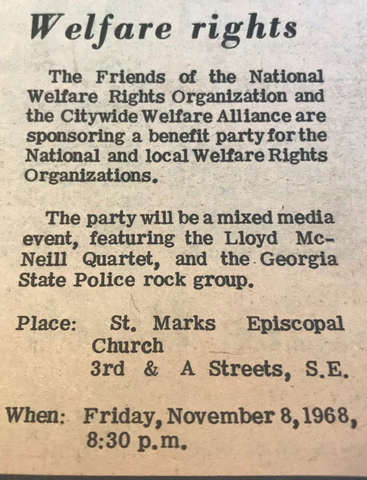 Welfare rights
The Friends of the National
Welfare Rights Organization and
the Citywide Welfare Alliance are
sponsoring a benefit party for the
National and local Welfare Rights
Organizations.
The party will be a mixed media
event, featuring the Lloyd Mc-
Neill Quartet, and the Georgia
State Police rock group.
Place: St. Marks Episcopal
Church
3rd & A Streets, S.E.
When: Friday, November 8, 1968,
8:30 p.m.